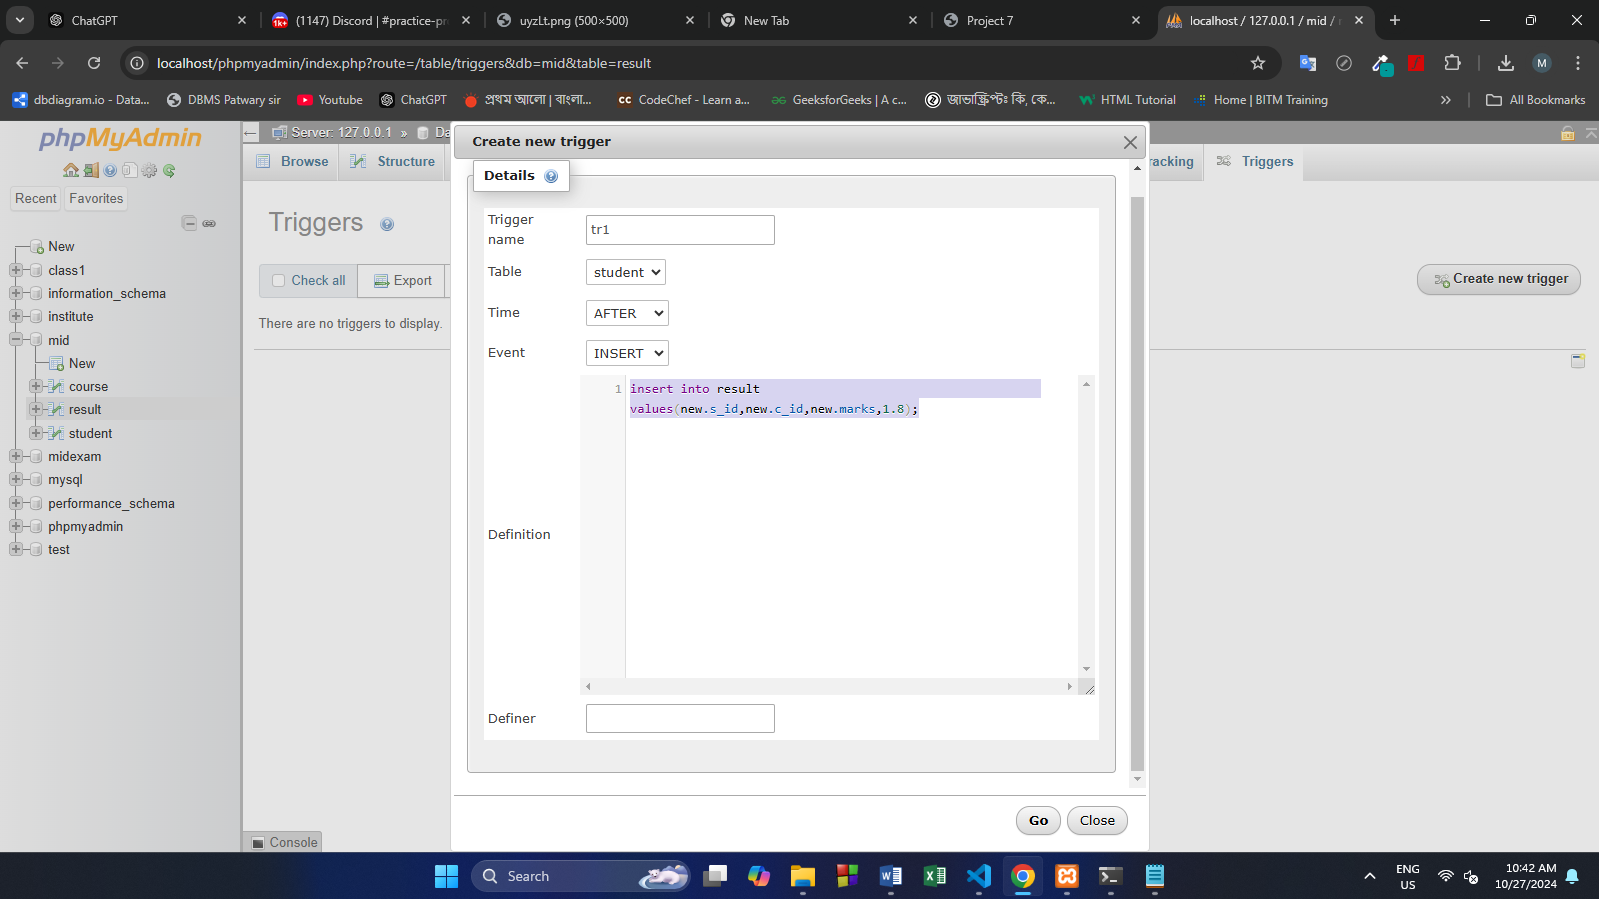 ChatGPT
(1147) Discord | #practice-pr
uyzLt.png (500×500)
New Tab
Project 7
localhost / 127.0.0.1 / mid /
localhost/phpmyadmin/index.php?route=/table/triggers&db=mid&table=result
M
dbdiagram.io - Data...
DBMS Patwary sir
Youtube
ChatGPT
প্রথম আলো | বাংলা...
CodeChef - Learn a...
GeeksforGeeks | A c...
জাভাস্ক্রিপ্টঃ কি, কে...
HTML Tutorial
Home | BITM Training
All Bookmarks
phpMyAdmin
Recent
Favorites
New
class1
information_schema
institute
mid
New
course
result
student
midexam
mysql
performance_schema
phpmyadmin
test
Server: 127.0.0.1 » Da
Browse
Structure
racking
Triggers
Triggers
Check all
Export
There are no triggers to display.
Create new trigger
Create new trigger
Details
Trigger name
tr1
Table
student
Time
AFTER
Event
INSERT
Definition
1 insert into result
values(new.s_id,new.c_id,new.marks,1.8);
Definer
Go
Close
Console
Search
ENG
US
10:42 AM
10/27/2024